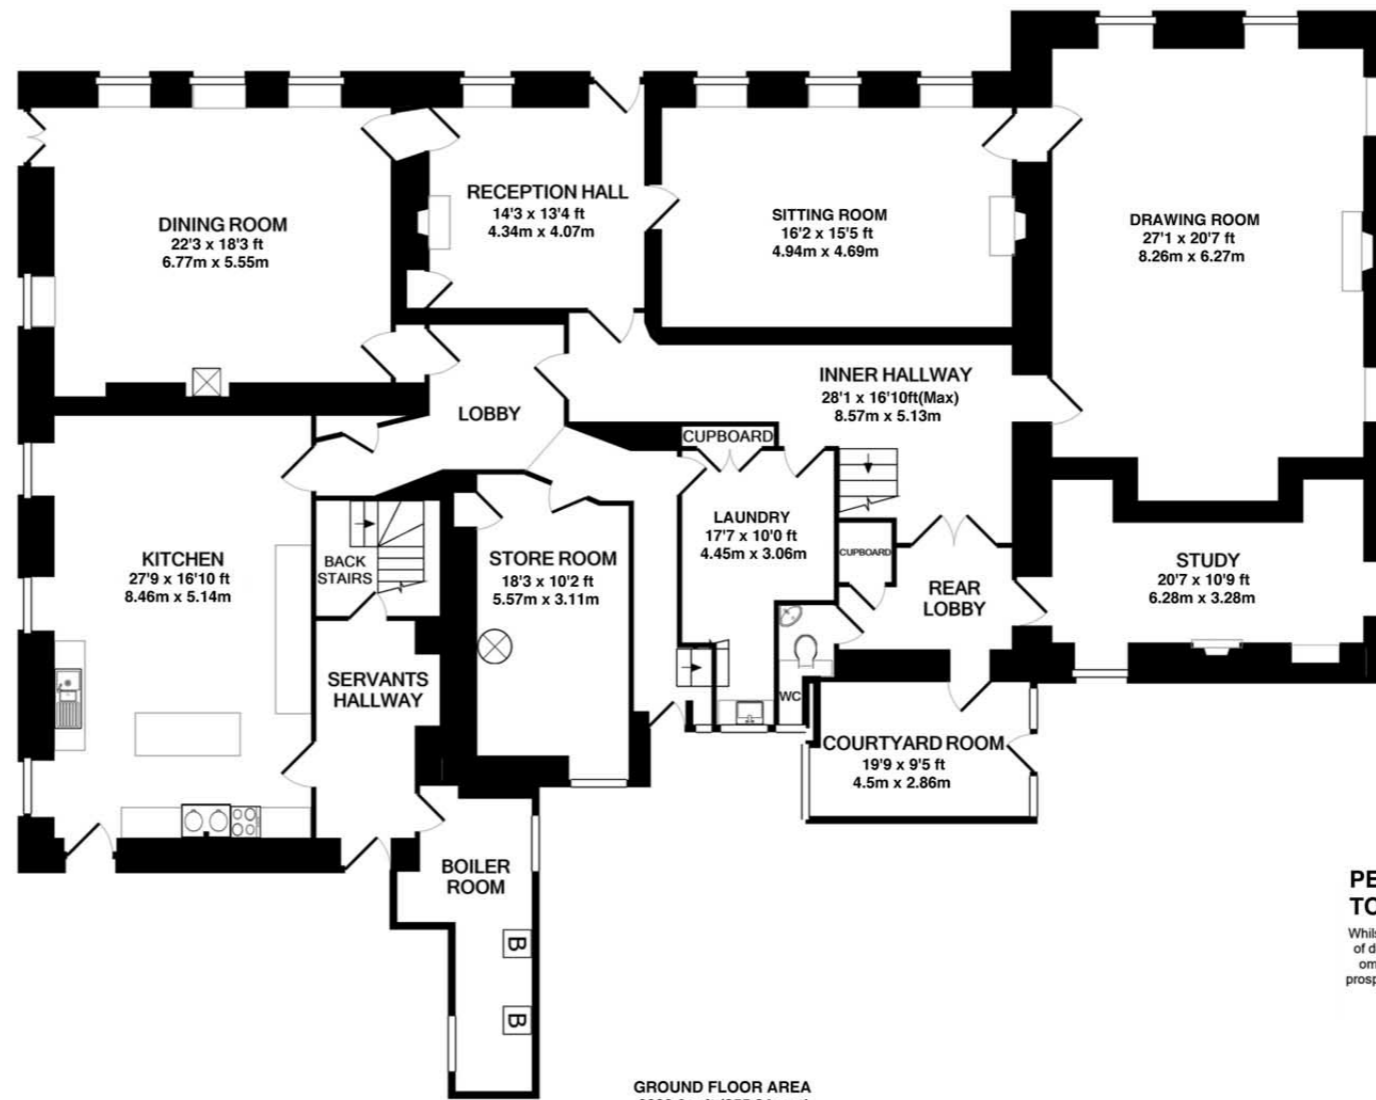 DINING ROOM
22'3 x 18'3 ft
6.77m x 5.55m
RECEPTION HALL
14'3 x 13'4 ft
4.34m x 4.07m
SITTING ROOM
16'2 x 15'5 ft
4.94m x 4.69m
DRAWING ROOM
27'1 x 20'7 ft
8.26m x 6.27m
LOBBY
INNER HALLWAY
28'1 x 16'10ft(Max)
8.57m x 5.13m
CUPBOARD
KITCHEN
27'9 x 16'10 ft
8.46m x 5.14m
BACK
STAIRS
STORE ROOM
18'3 x 10'2 ft
5.57m x 3.11m
LAUNDRY
17'7 x 10'0 ft
4.45m x 3.06m
CUPBOARD
REAR
LOBBY
STUDY
20'7 x 10'9 ft
6.28m x 3.28m
SERVANTS
HALLWAY
WC
COURTYARD ROOM
19'9 x 9'5 ft
4.5m x 2.86m
BOILER
ROOM
B
B
PE
TO
Whils
of d
om
prosp
GROUND FLOOR AREA